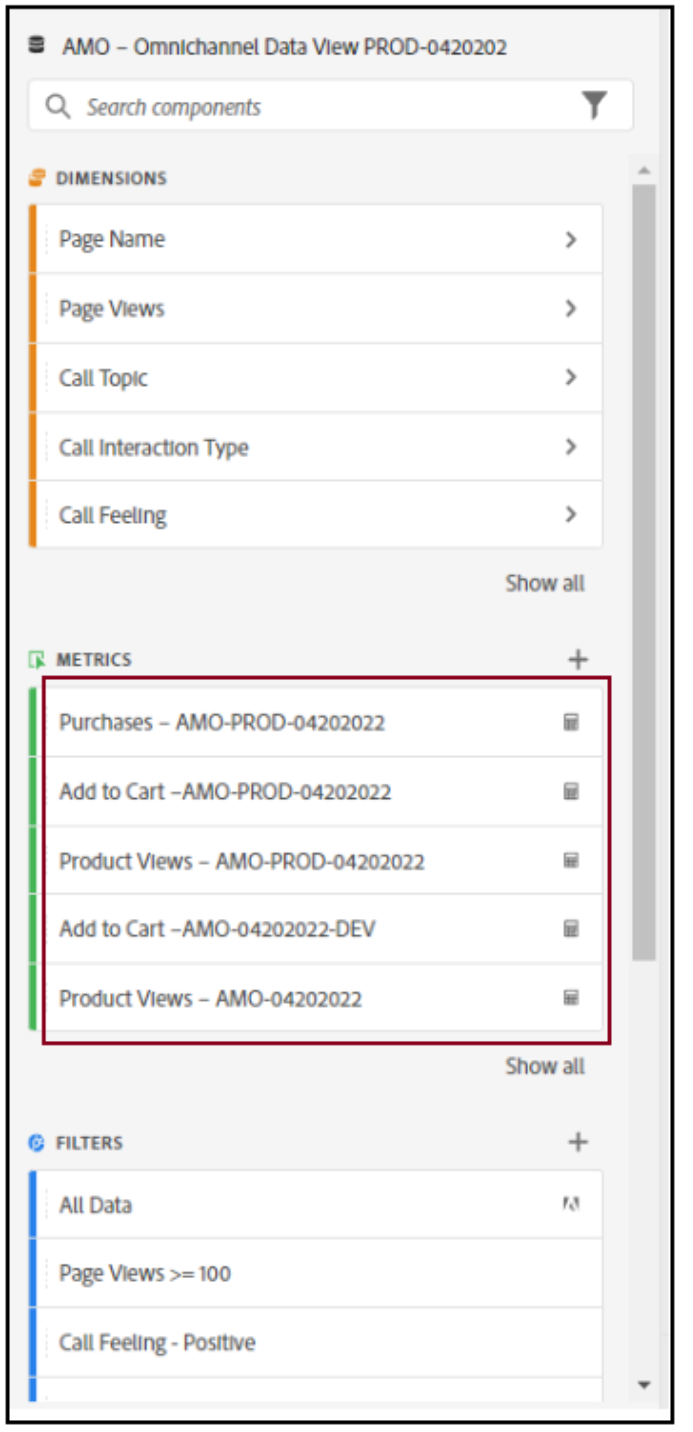 AMO – Omnichannel Data View PROD-0420202
Search components
DIMENSIONS
Page Name
Page Views
Call Topic
Call Interaction Type
Call Feeling
Show all
METRICS
Purchases – AMO-PROD-04202022
Add to Cart –AMO-PROD-04202022
Product Views – AMO-PROD-04202022
Add to Cart –AMO-04202022-DEV
Product Views – AMO-04202022
Show all
FILTERS
All Data
Page Views >= 100
Call Feeling - Positive